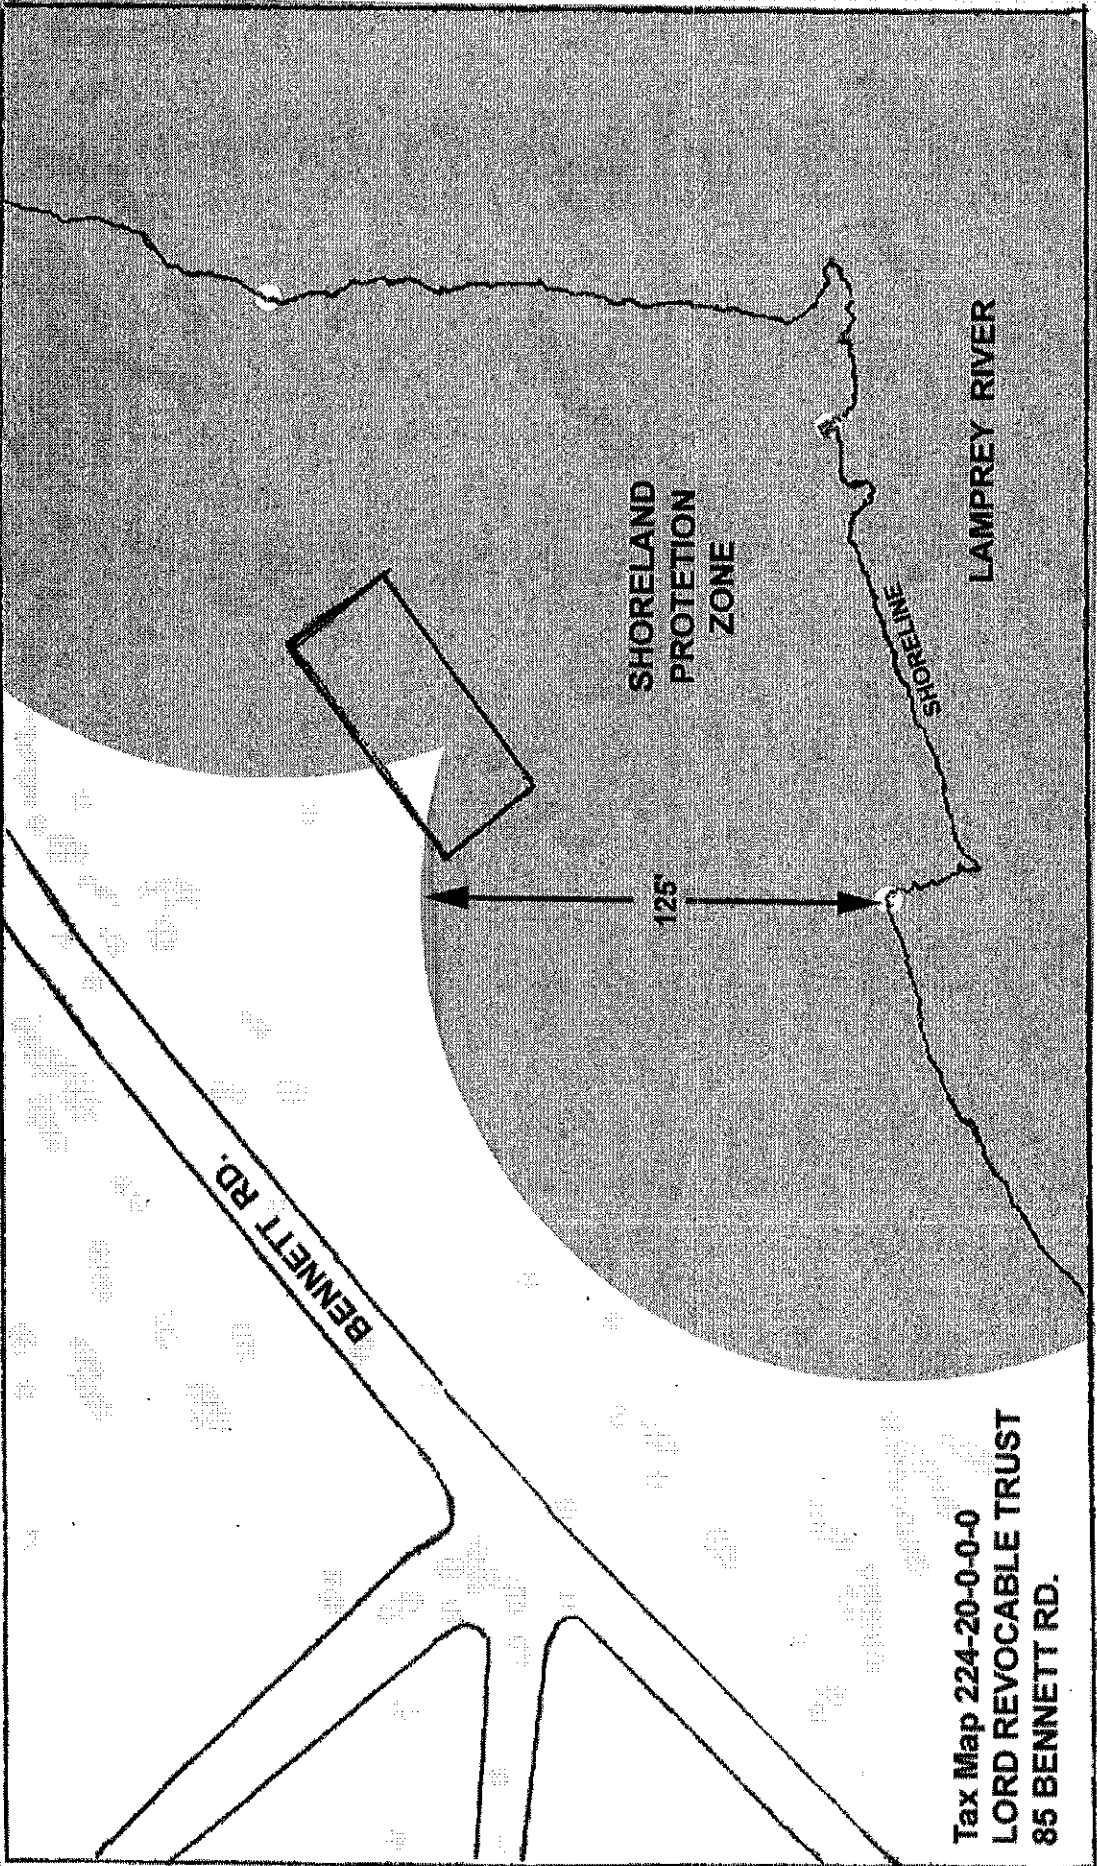 BENNETT RD.
SHORELAND
PROTETION
ZONE
125'
SHORELINE
LAMPREY RIVER
Tax Map 224-20-0-0-0
LORD REVOCABLE TRUST
85 BENNETT RD.